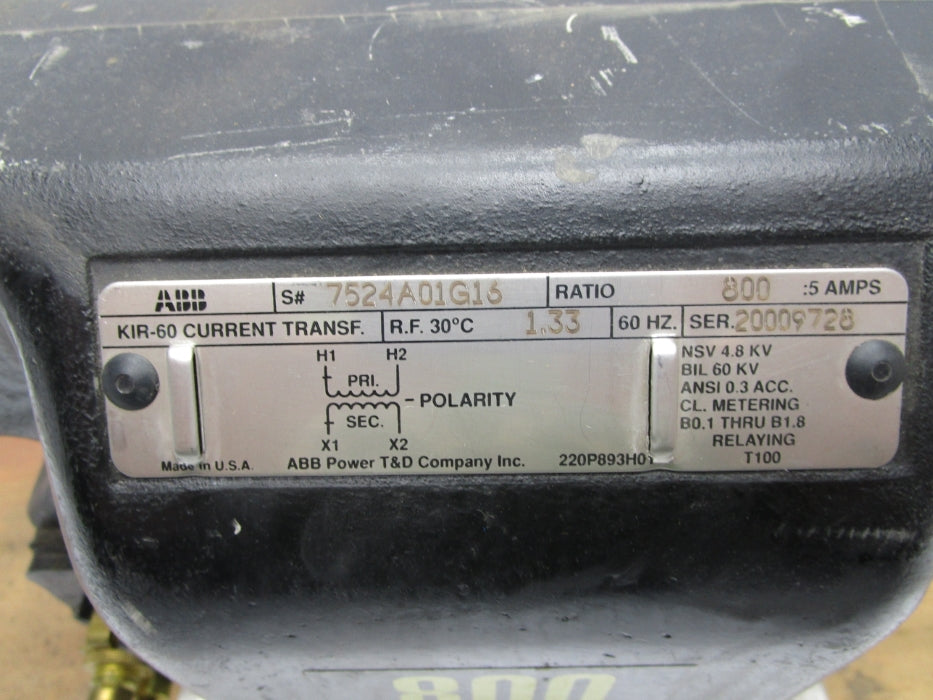 ABB S# 7524A01G16 RATIO 800 :5 AMPS
KIR-60 CURRENT TRANSF. R.F. 30°C 1.33 60 HZ. SER. 20009728
H1 H2
PRI.
POLARITY
SEC.
X1 X2
NSV 4.8 KV
BIL 60 KV
ANSI 0.3 ACC.
CL. METERING
B0.1 THRU B1.8
RELAYING
T100
Made in U.S.A. ABB Power T&D Company Inc. 220P893H01
800